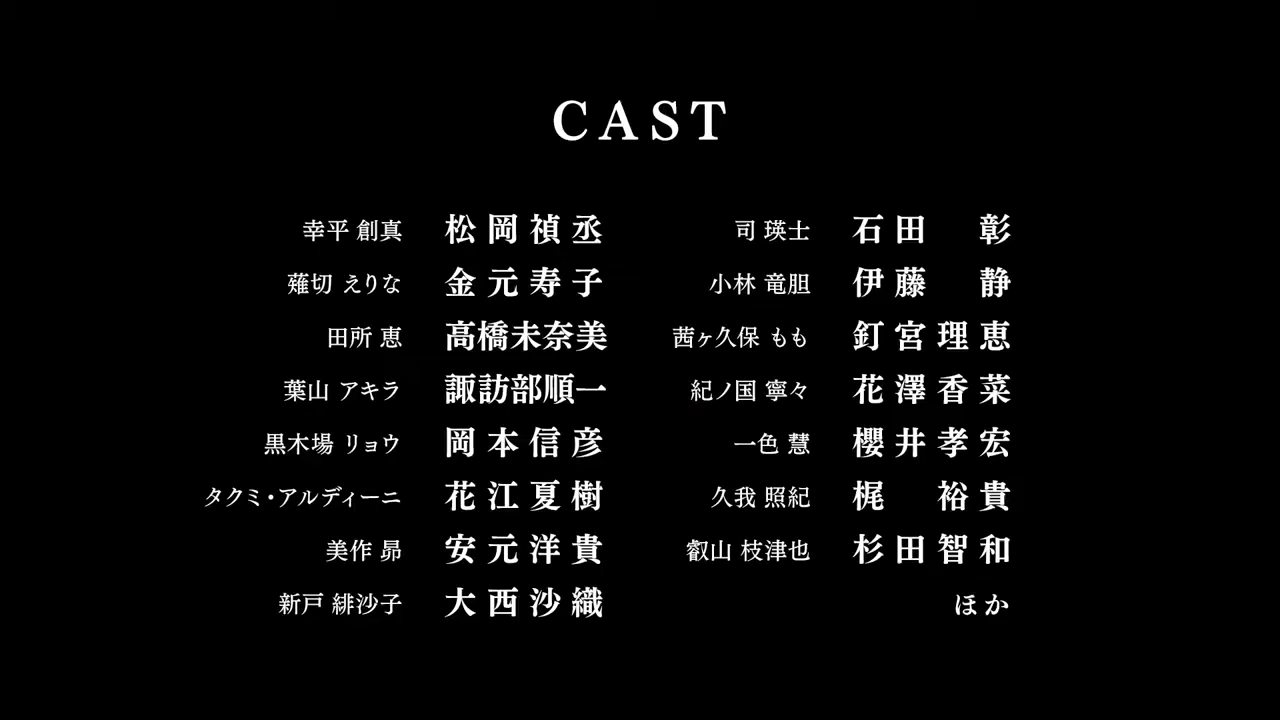 CAST
幸平 創真 松岡禎丞
薙切 えりな 金元寿子
田所 恵 高橋未奈美
葉山 アキラ 諏訪部順一
黒木場 リョウ 岡本信彦
タクミ・アルディーニ 花江夏樹
美作 昴 安元洋貴
新戸 緋沙子 大西沙織
司 瑛士 石田 彰
小林 竜胆 伊藤 静
茜ヶ久保 もも 釘宮理恵
紀ノ国 寧々 花澤香菜
一色 慧 櫻井孝宏
久我 照紀 梶 裕貴
叡山 枝津也 杉田智和
ほか